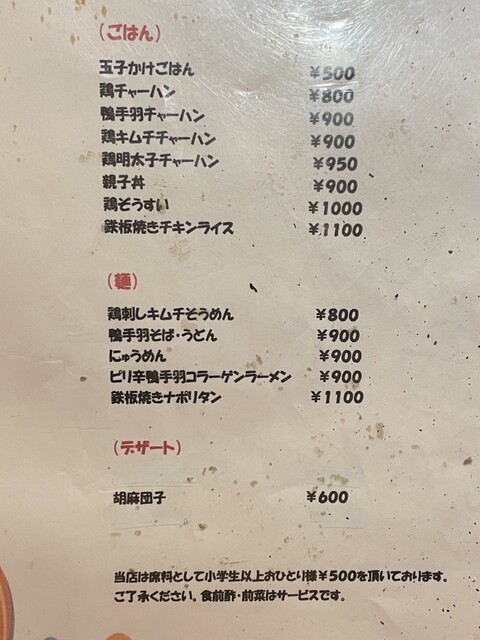 (ごはん)
玉子かけごはん ¥500
鶏チャーハン ¥800
鴨手羽チャーハン ¥900
鶏キムチチャーハン ¥900
鶏明太子チャーハン ¥950
親子丼 ¥900
鶏ぞうすい ¥1000
鉄板焼きチキンライス ¥1100
(麺)
鶏刺しキムチそうめん ¥800
鴨手羽そば・うどん ¥900
にゅうめん ¥900
ピリ辛鴨手羽コラーゲンラーメン ¥900
鉄板焼きナポリタン ¥1100
(デザート)
胡麻団子 ¥600
当店は席料として小学生以上おひとり様¥500を頂いております。
ご了承ください。食前酢・前菜はサービスです。